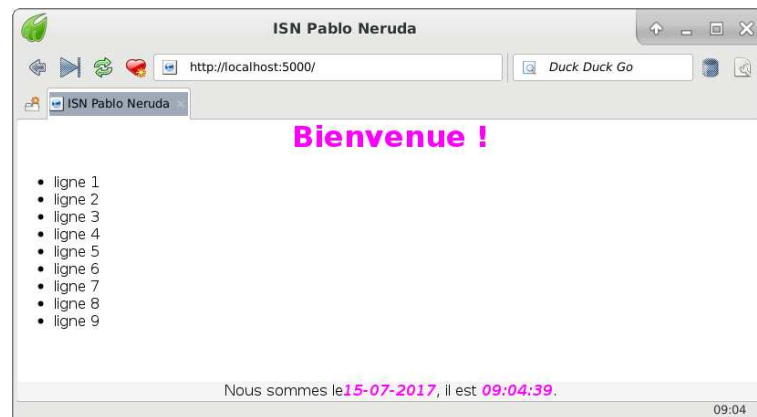 ISN Pablo Neruda
http://localhost:5000/
Duck Duck Go
ISN Pablo Neruda
Bienvenue !
ligne 1
ligne 2
ligne 3
ligne 4
ligne 5
ligne 6
ligne 7
ligne 8
ligne 9
Nous sommes le15-07-2017, il est 09:04:39.
09:04